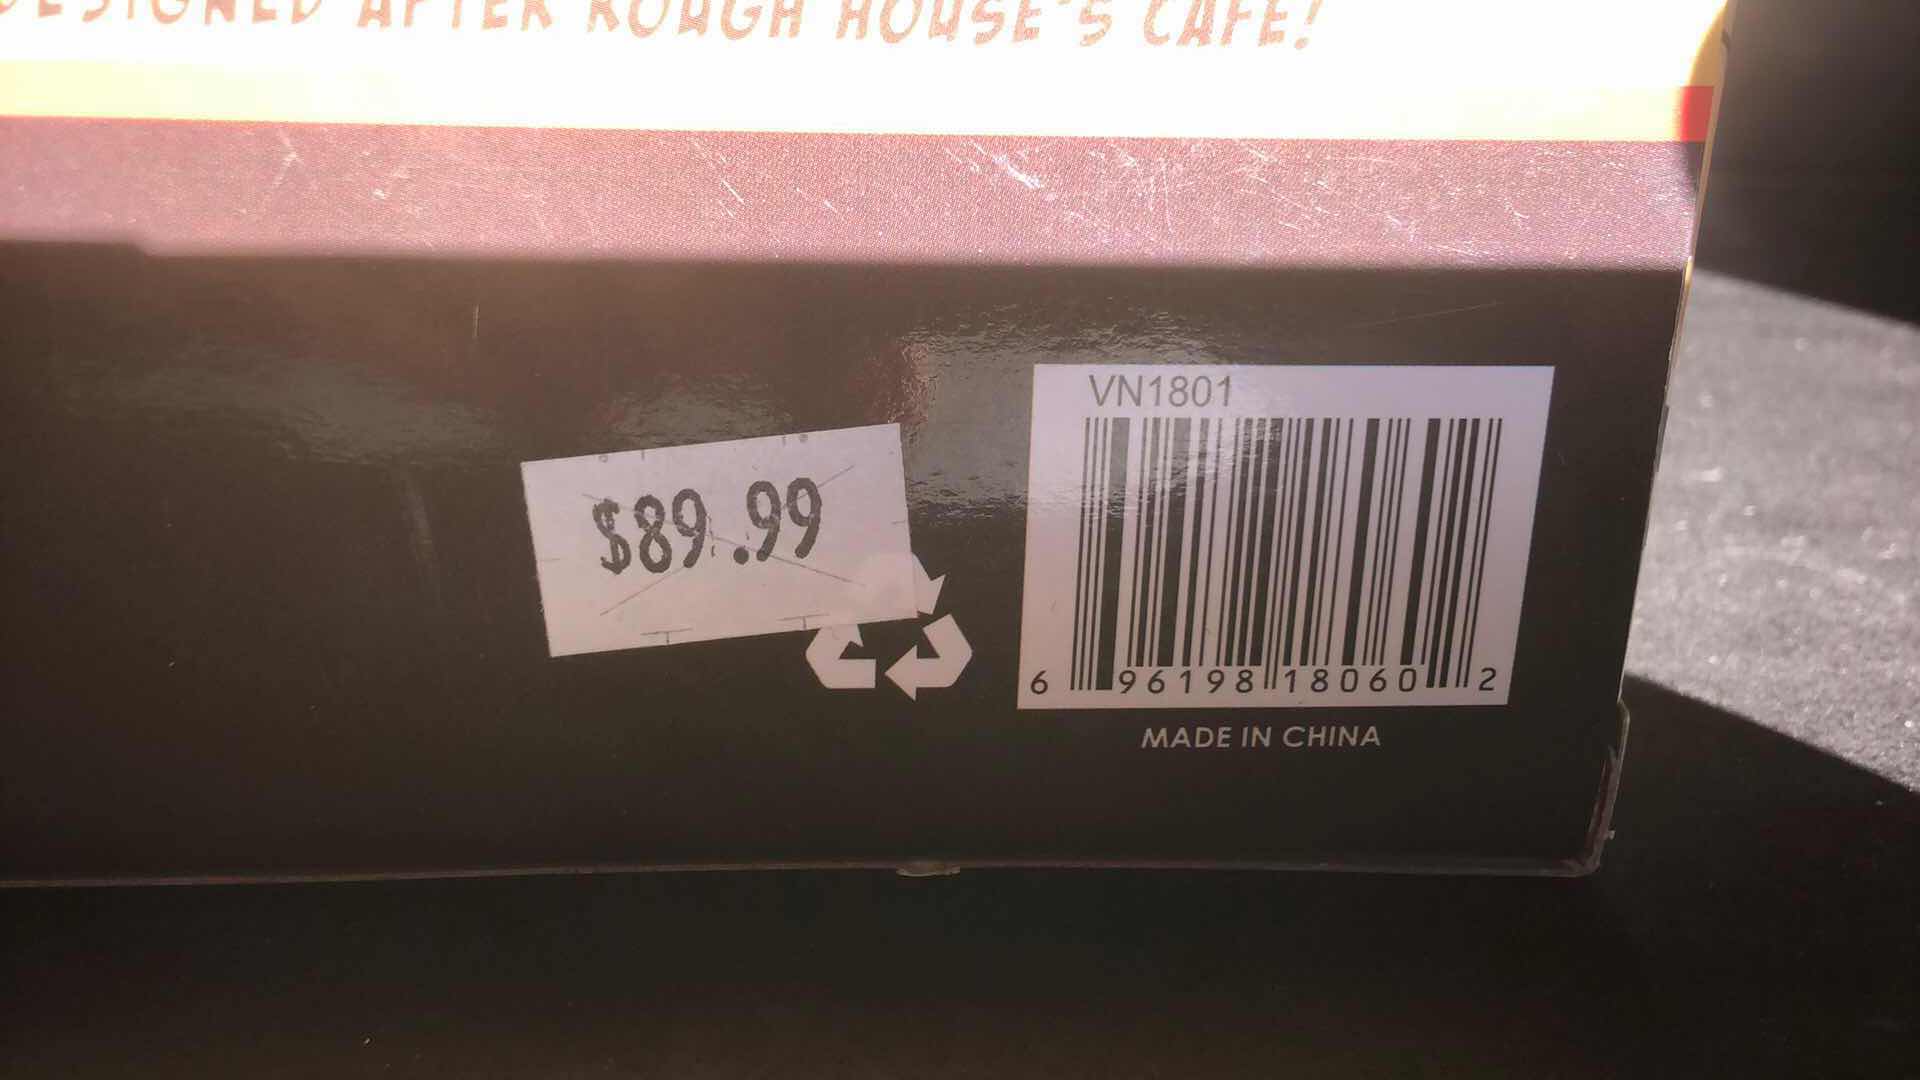 DESIGNED AFTER ROUGH HOUSE'S CAFE!
VN1801
$89.99
6 96198 18060 2
MADE IN CHINA